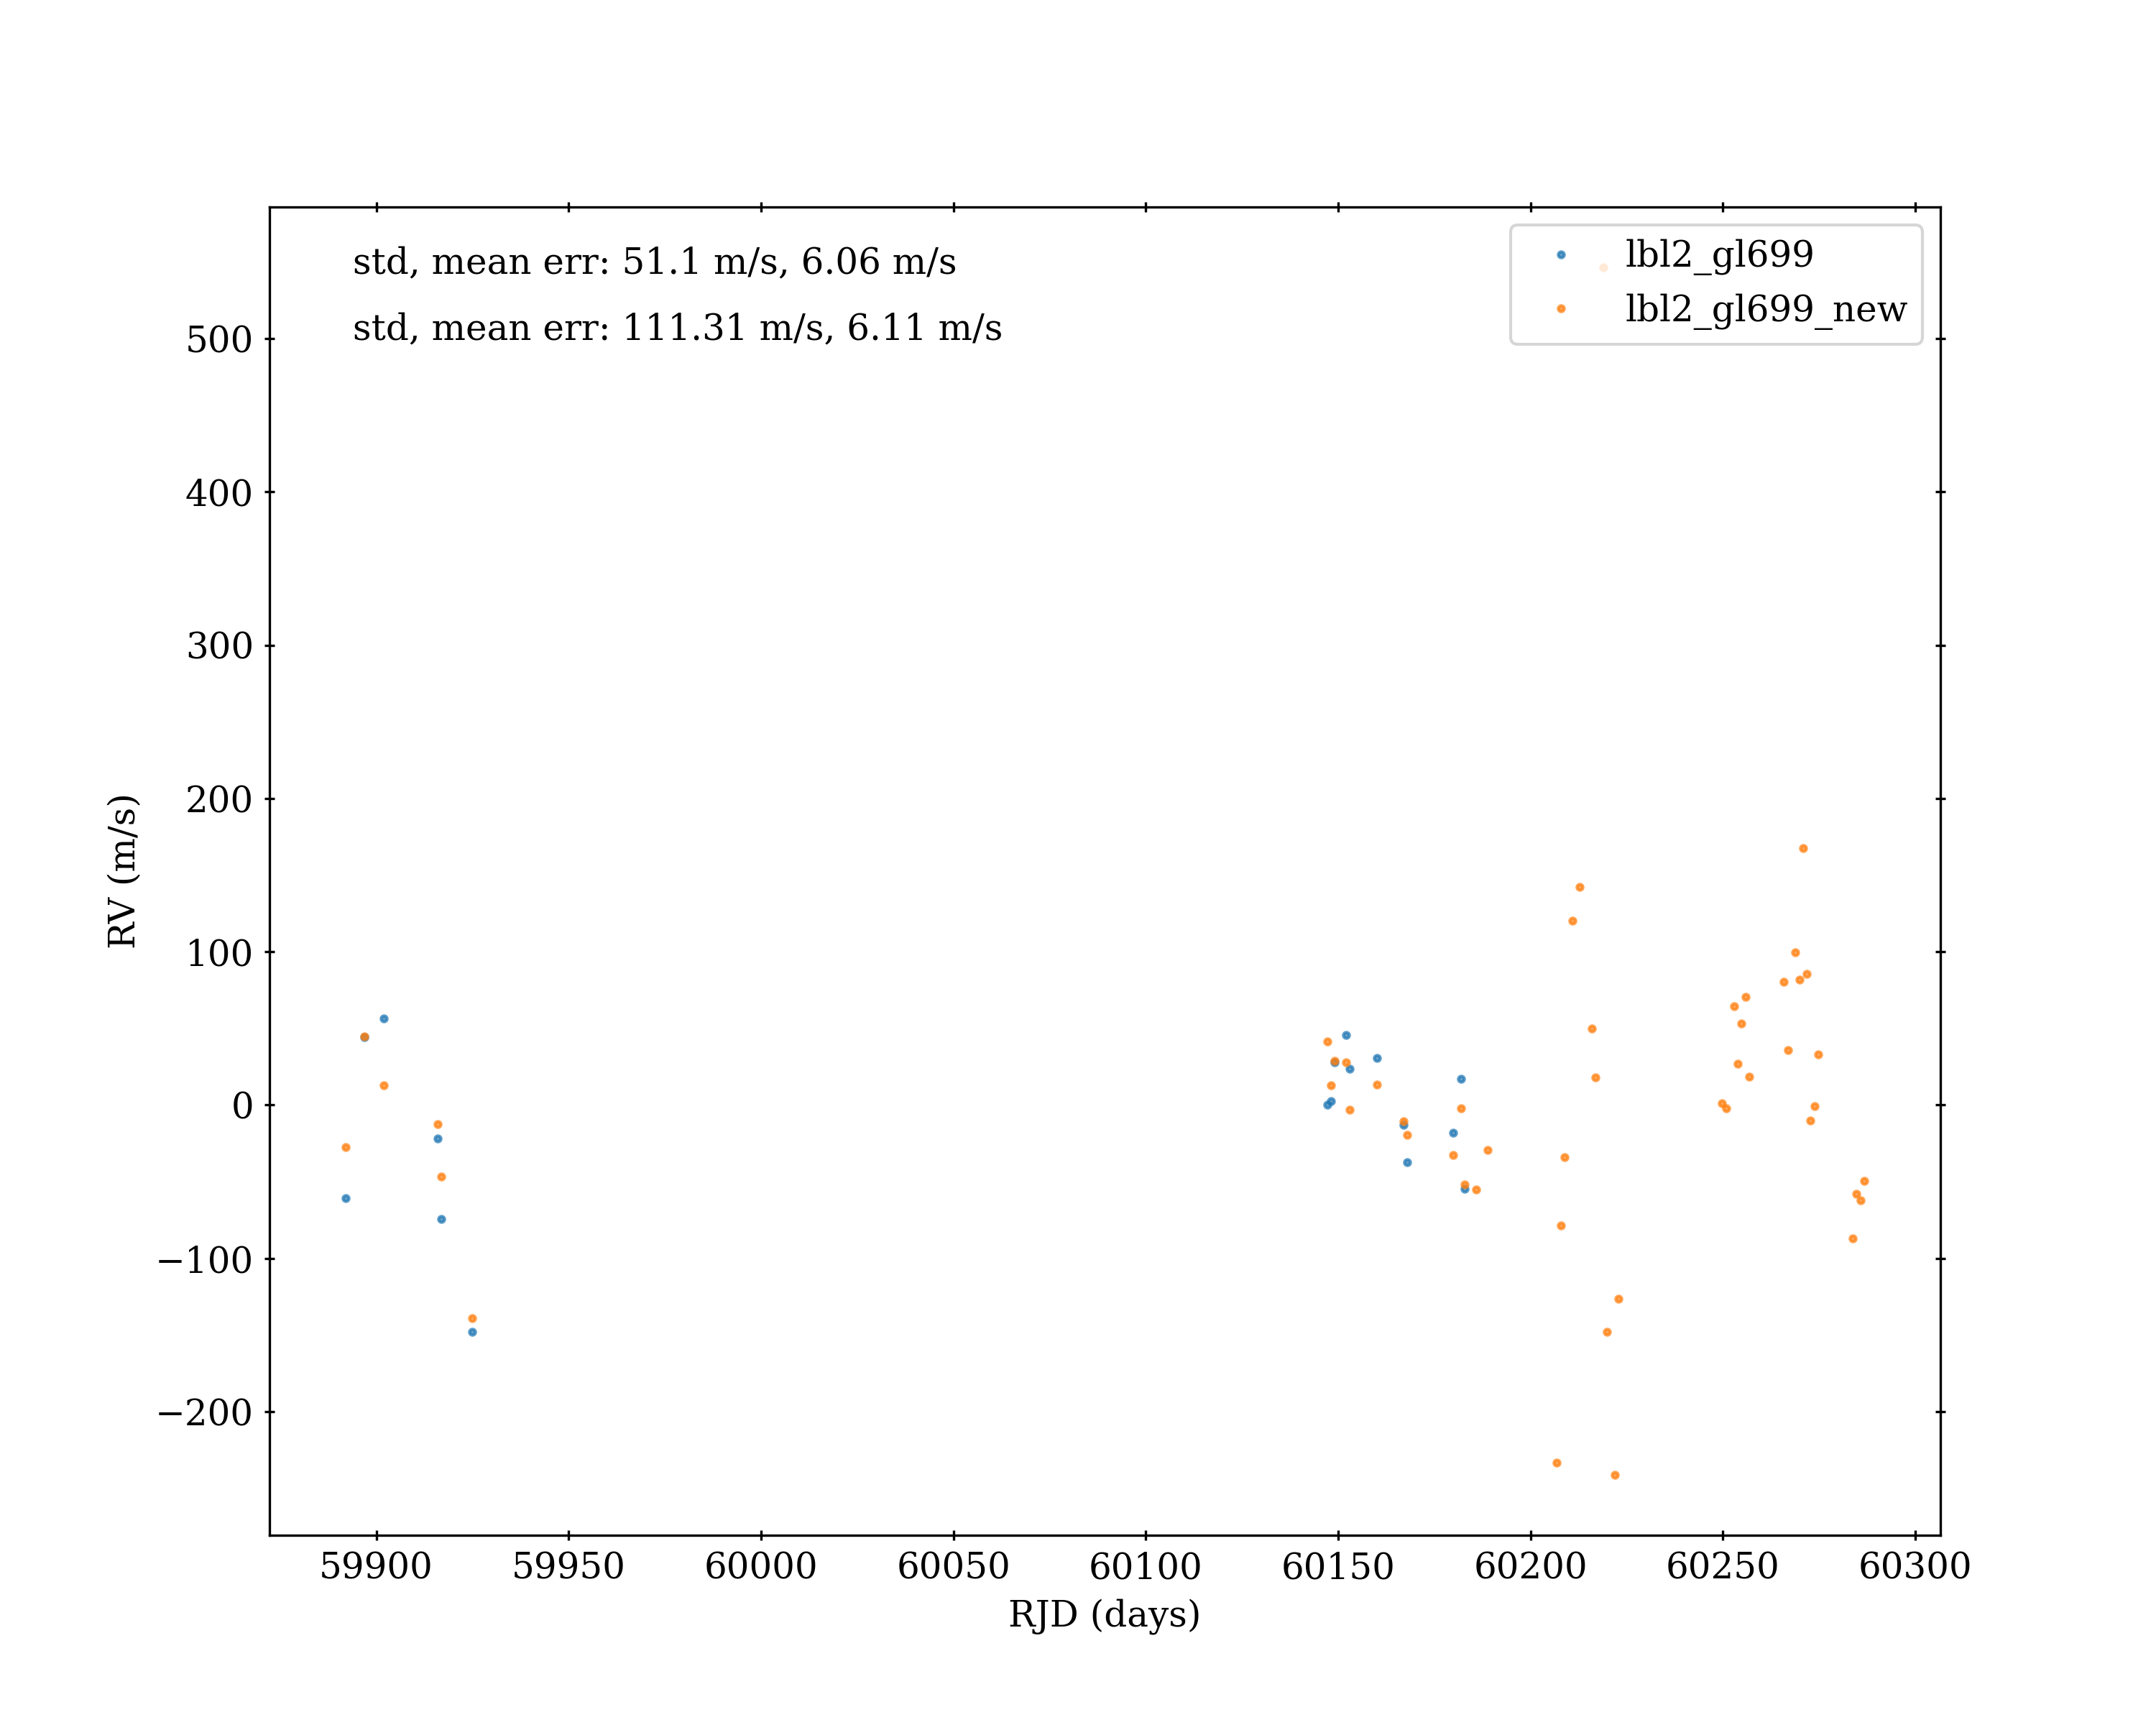 std, mean err: 51.1 m/s, 6.06 m/s
std, mean err: 111.31 m/s, 6.11 m/s
lbl2_gl699
lbl2_gl699_new
500
400
300
200
100
0
−100
−200
RV (m/s)
59900 59950 60000 60050 60100 60150 60200 60250 60300
RJD (days)